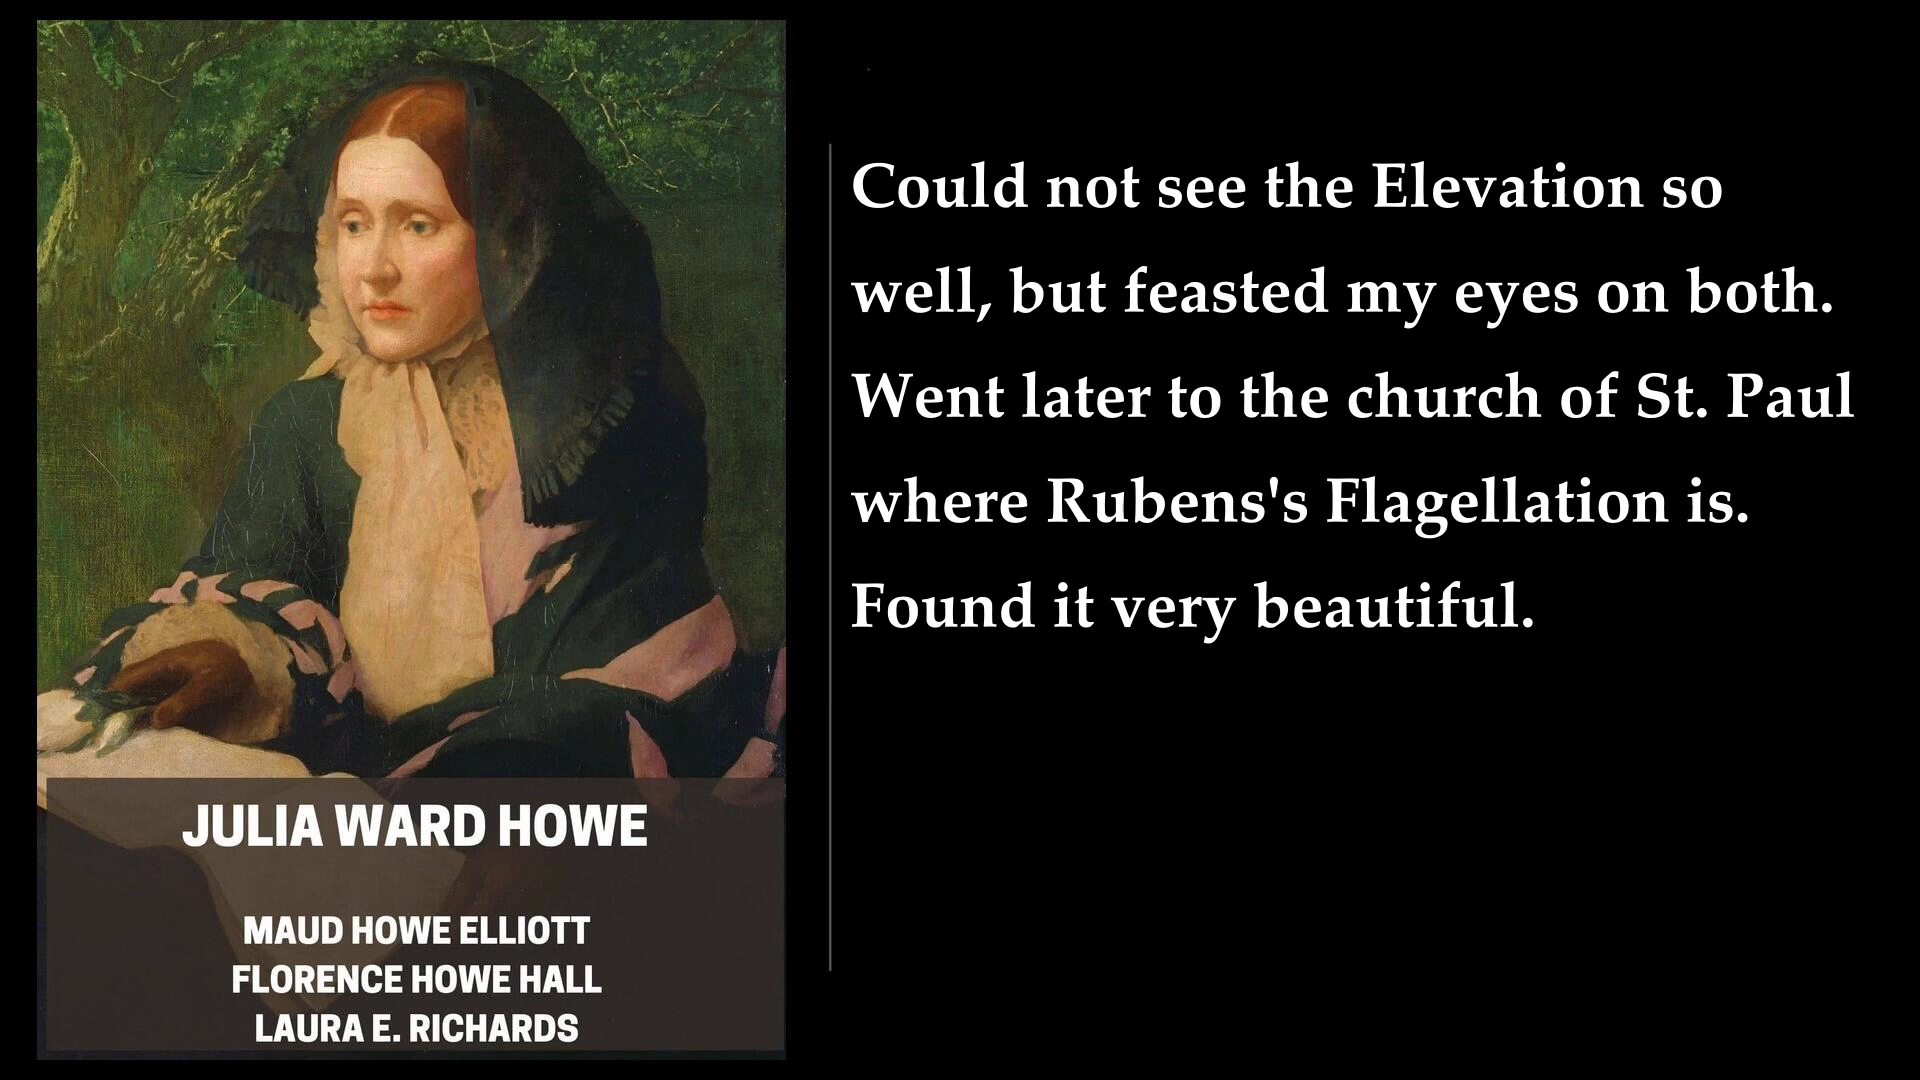 Could not see the Elevation so
well, but feasted my eyes on both.
Went later to the church of St. Paul
where Rubens's Flagellation is.
Found it very beautiful.
JULIA WARD HOWE
MAUD HOWE ELLIOTT
FLORENCE HOWE HALL
LAURA E. RICHARDS